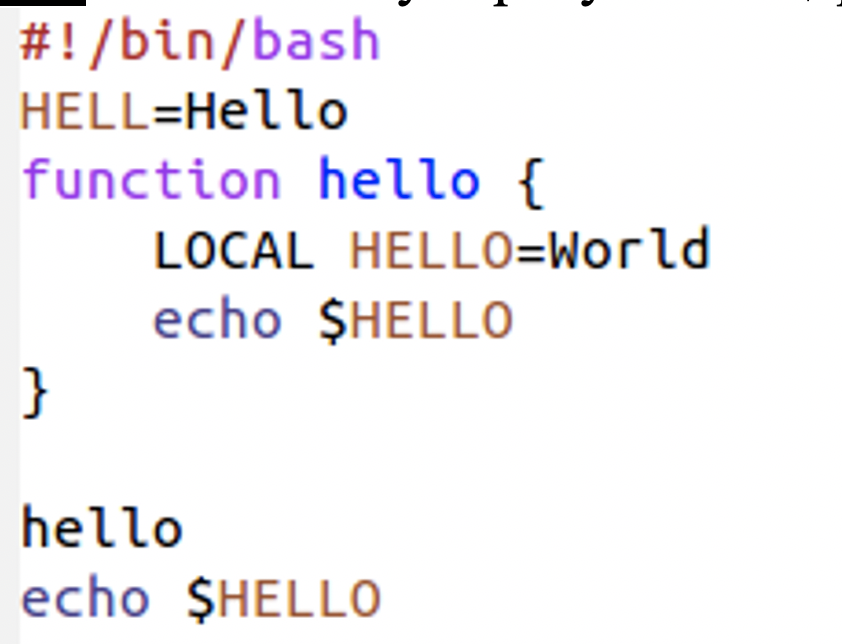 #!/bin/bash
HELL=Hello
function hello {
    LOCAL HELLO=World
    echo $HELLO
}
hello
echo $HELLO